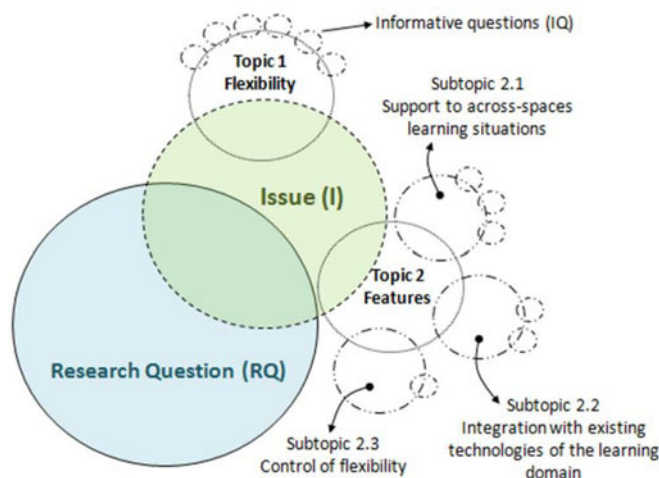 Informative questions (IQ)
Topic 1
Flexibility
Subtopic 2.1
Support to across-spaces
learning situations
Issue (I)
Topic 2
Features
Research Question (RQ)
Subtopic 2.2
Integration with existing
technologies of the learning
domain
Subtopic 2.3
Control of flexibility